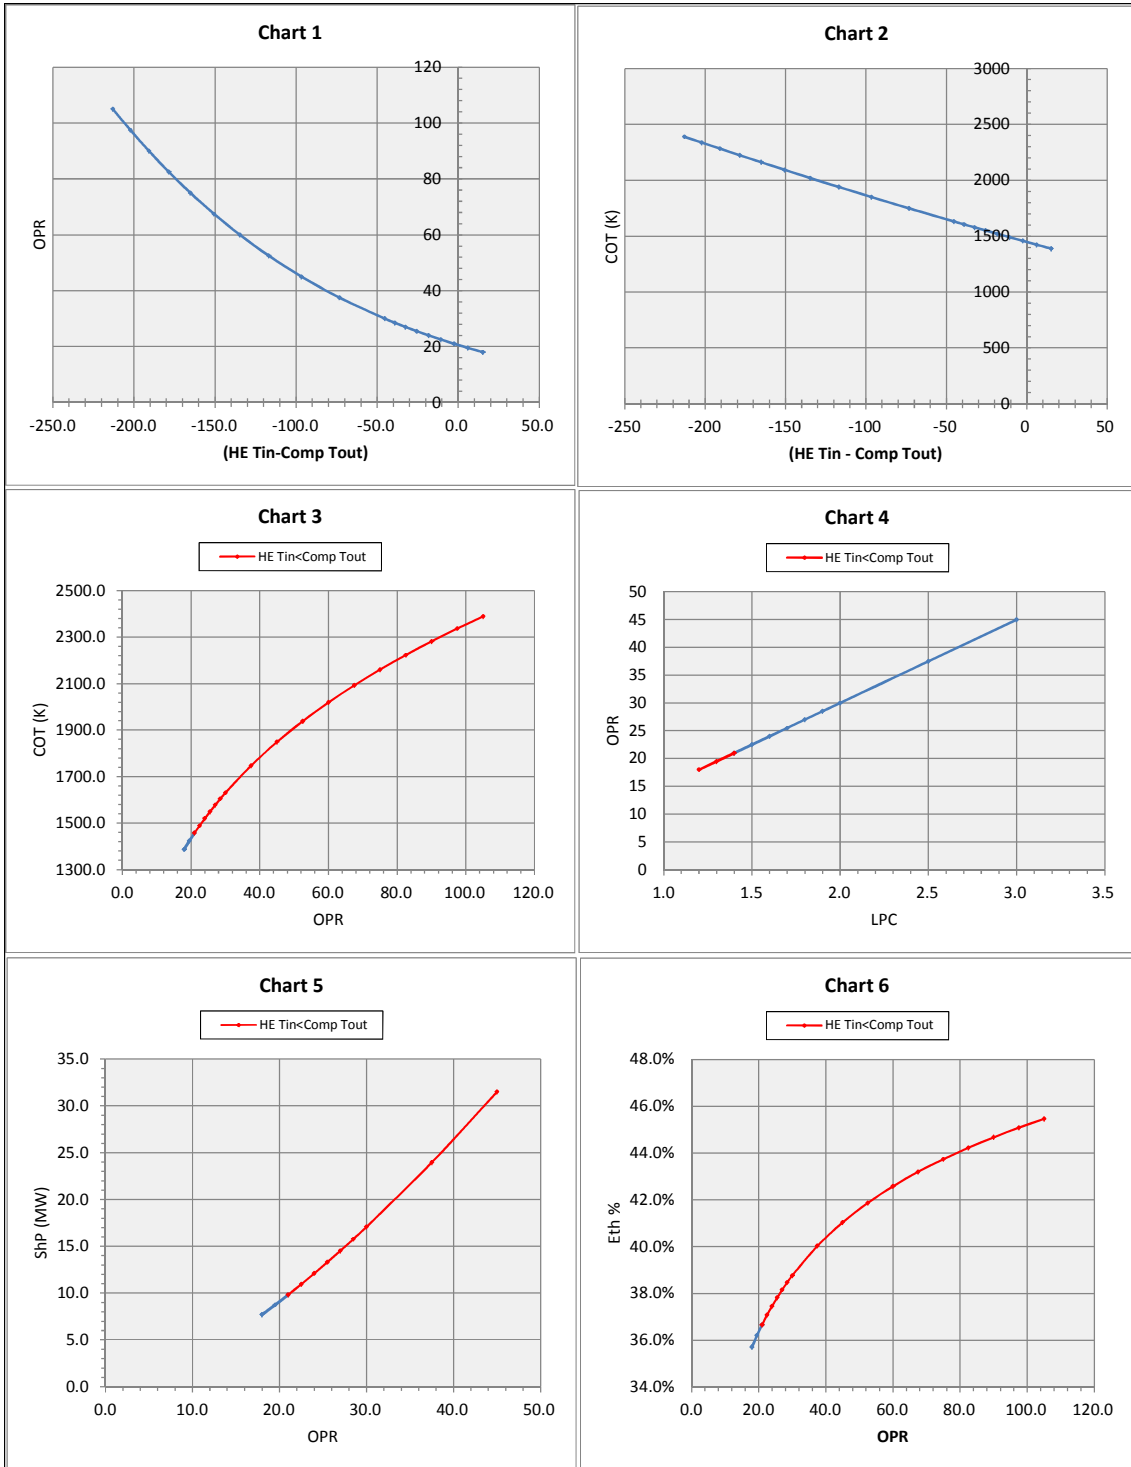 Chart 1
120
100
80
60
40
20
0
OPR
-250.0 -200.0 -150.0 -100.0 -50.0 0.0 50.0
(HE Tin-Comp Tout)
Chart 2
3000
2500
2000
1500
1000
500
0
COT (K)
-250 -200 -150 -100 -50 0 50
(HE Tin - Comp Tout)
Chart 3
HE Tin<Comp Tout
2500.0
2300.0
2100.0
1900.0
1700.0
1500.0
1300.0
COT (K)
0.0 20.0 40.0 60.0 80.0 100.0 120.0
OPR
Chart 4
HE Tin<Comp Tout
50
45
40
35
30
25
20
15
10
5
0
OPR
1.0 1.5 2.0 2.5 3.0 3.5
LPC
Chart 5
HE Tin<Comp Tout
35.0
30.0
25.0
20.0
15.0
10.0
5.0
0.0
ShP (MW)
0.0 10.0 20.0 30.0 40.0 50.0
OPR
Chart 6
HE Tin<Comp Tout
48.0%
46.0%
44.0%
42.0%
40.0%
38.0%
36.0%
34.0%
Eth %
0.0 20.0 40.0 60.0 80.0 100.0 120.0
OPR